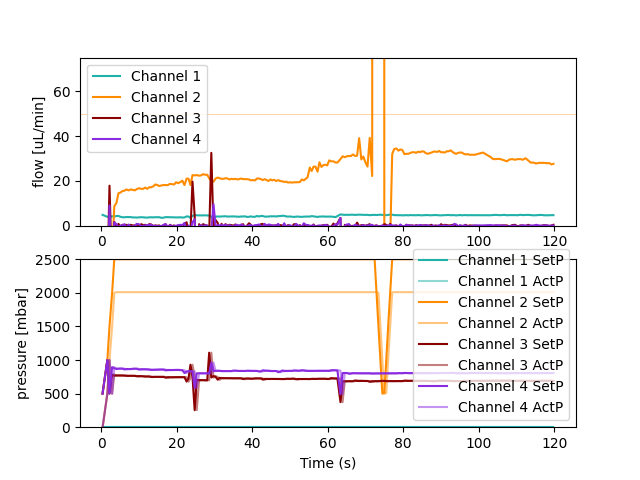 Channel 1
Channel 2
Channel 3
Channel 4
flow [uL/min]
60
40
20
0
0 20 40 60 80 100 120
Channel 1 SetP
Channel 1 ActP
Channel 2 SetP
Channel 2 ActP
Channel 3 SetP
Channel 3 ActP
Channel 4 SetP
Channel 4 ActP
pressure [mbar]
2500
2000
1500
1000
500
0
0 20 40 60 80 100 120
Time (s)